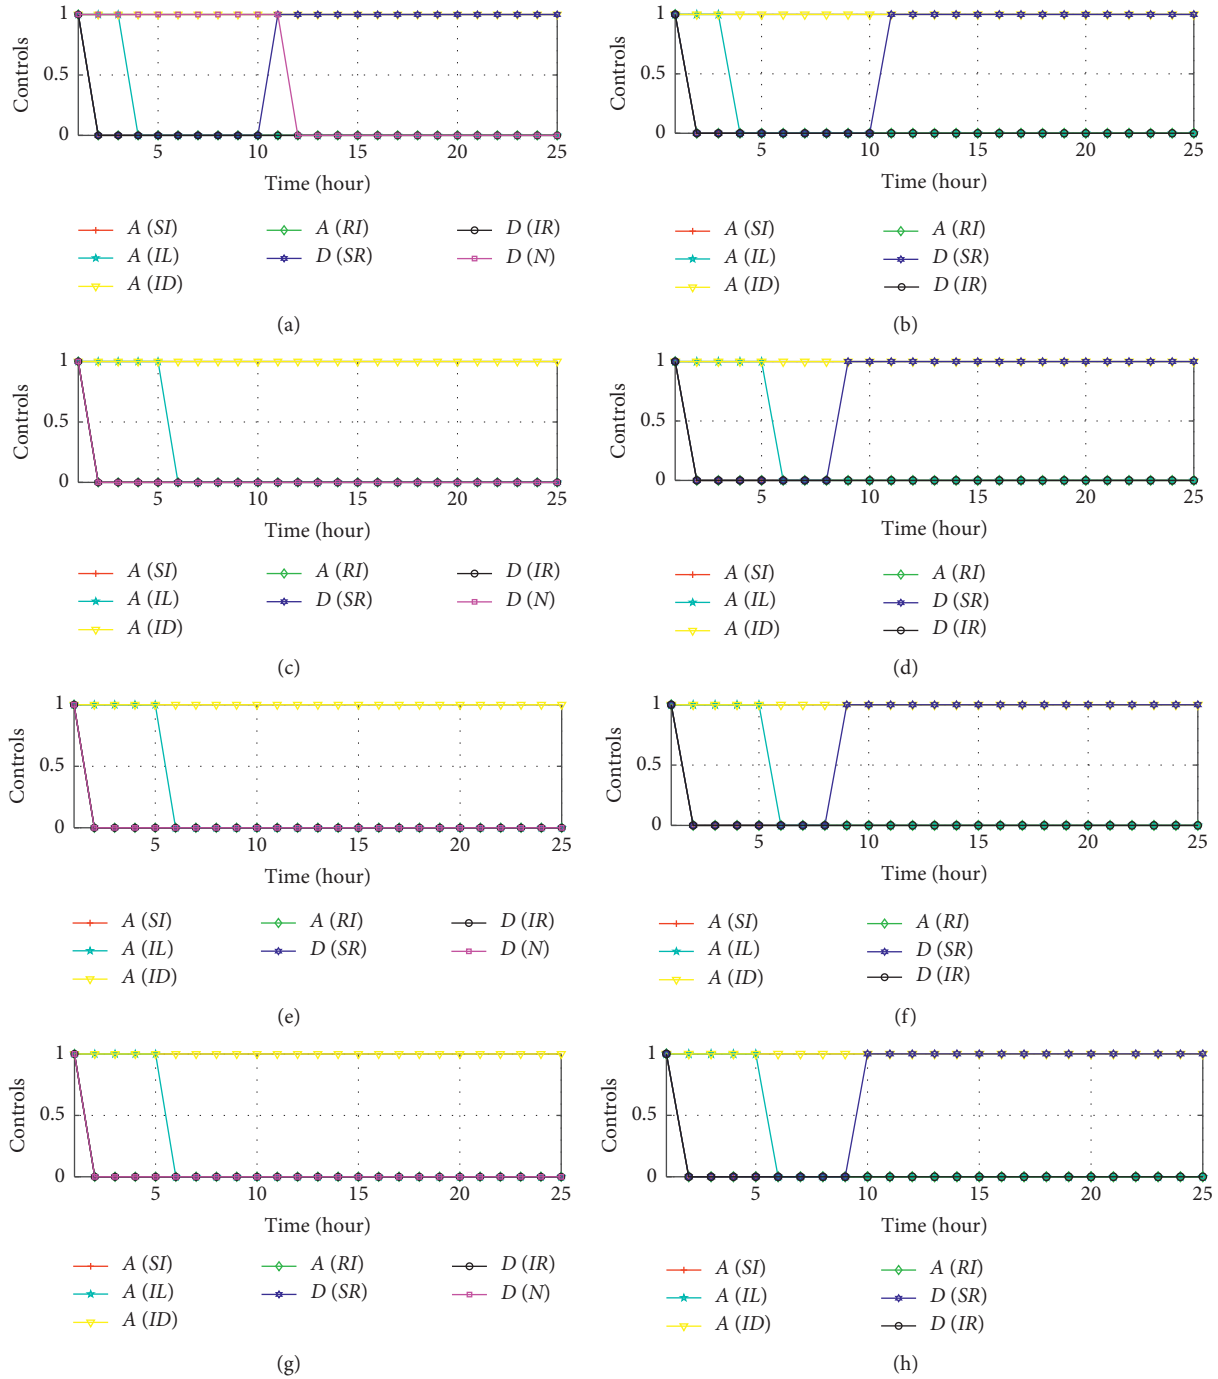 Controls
1
0.5
0
5 10 15 20 25
Time (hour)
A (SI) A (RI) D (IR)
A (IL) D (SR) D (N)
A (ID)
(a)
Controls
1
0.5
0
5 10 15 20 25
Time (hour)
A (SI) A (RI)
A (IL) D (SR)
A (ID) D (IR)
(b)
Controls
1
0.5
0
5 10 15 20 25
Time (hour)
A (SI) A (RI) D (IR)
A (IL) D (SR) D (N)
A (ID)
(c)
Controls
1
0.5
0
5 10 15 20 25
Time (hour)
A (SI) A (RI)
A (IL) D (SR)
A (ID) D (IR)
(d)
Controls
1
0.5
0
5 10 15 20 25
Time (hour)
A (SI) A (RI) D (IR)
A (IL) D (SR) D (N)
A (ID)
(e)
Controls
1
0.5
0
5 10 15 20 25
Time (hour)
A (SI) A (RI)
A (IL) D (SR)
A (ID) D (IR)
(f)
Controls
1
0.5
0
5 10 15 20 25
Time (hour)
A (SI) A (RI) D (IR)
A (IL) D (SR) D (N)
A (ID)
(g)
Controls
1
0.5
0
5 10 15 20 25
Time (hour)
A (SI) A (RI)
A (IL) D (SR)
A (ID) D (IR)
(h)